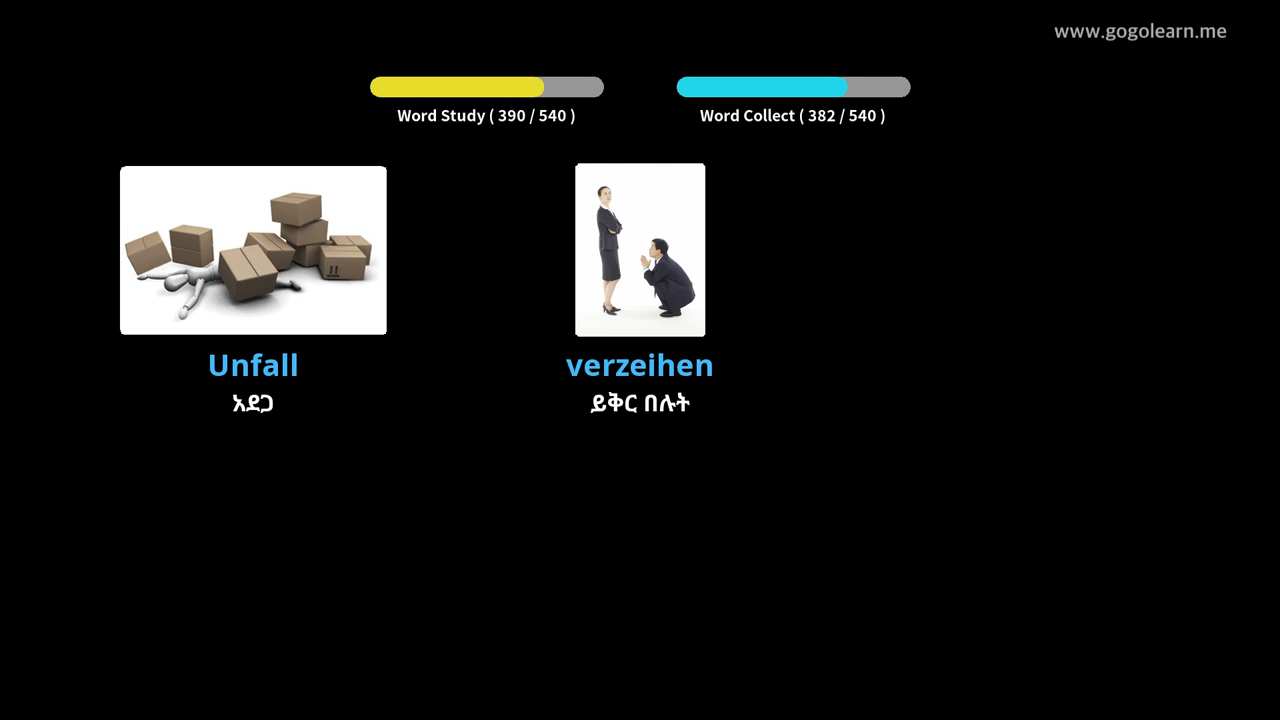 www.gogolearn.me
Word Study ( 390 / 540 )
Word Collect ( 382 / 540 )
Unfall
አደጋ
verzeihen
ይቅር በሉት